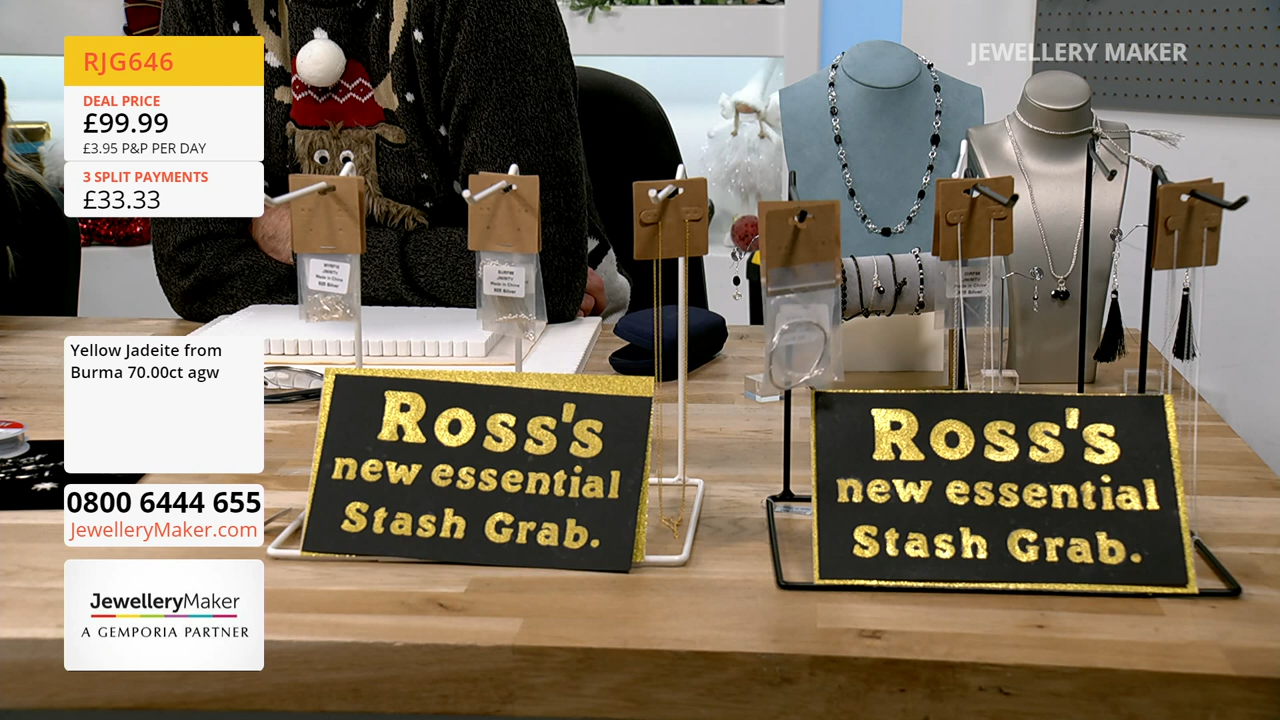 RJG646
DEAL PRICE
£99.99
£3.95 P&P PER DAY
3 SPLIT PAYMENTS
£33.33
Yellow Jadeite from
Burma 70.00ct agw
0800 6444 655
JewelleryMaker.com
JewelleryMaker
A GEMPORIA PARTNER
JEWELLERY MAKER
Ross's
new essential
Stash Grab.
Ross's
new essential
Stash Grab.